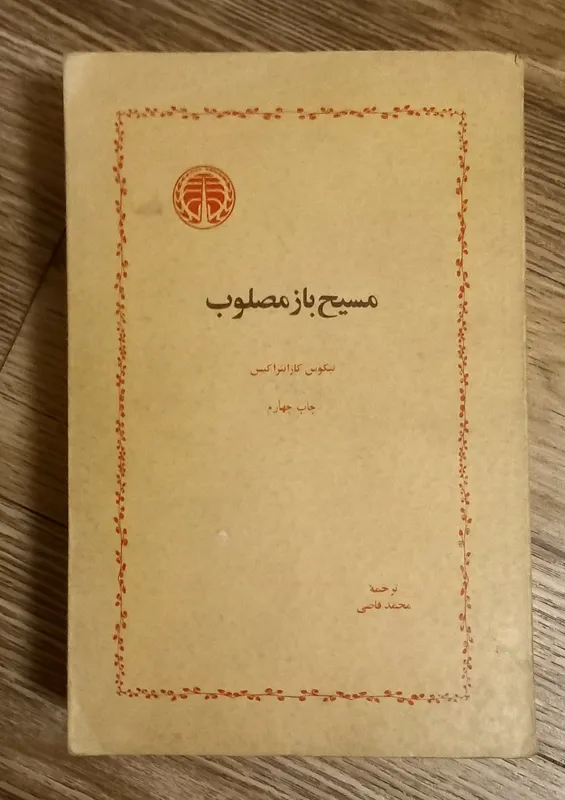 مسیح باز مصلوب
نیکوس کازانتزاکیس
چاپ چهارم
ترجمهٔ
محمد قاضی